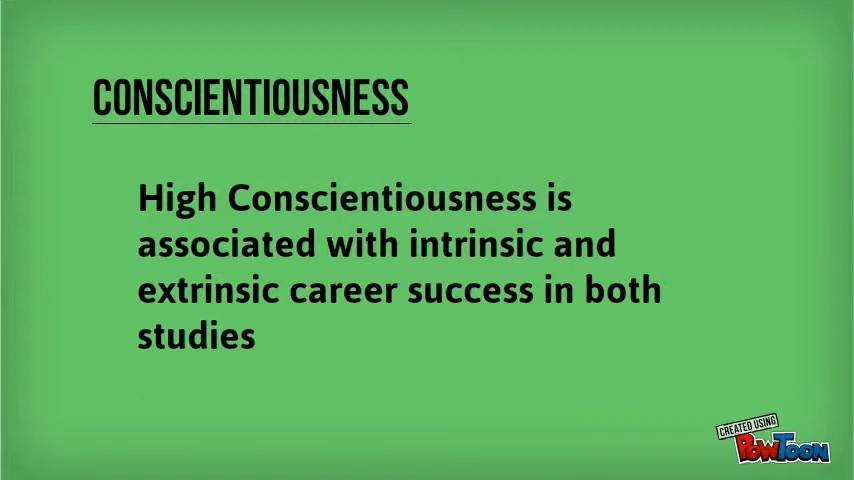 CONSCIENTIOUSNESS
High Conscientiousness is
associated with intrinsic and
extrinsic career success in both
studies
CREATED USING
POWTOON